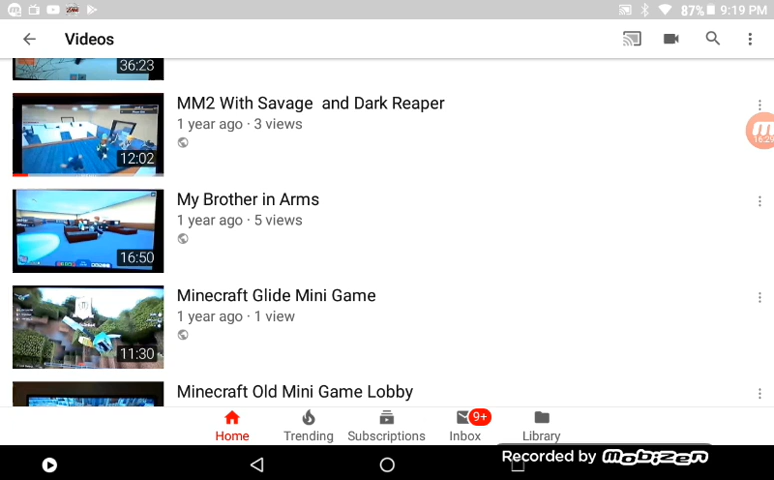 87% 9:19 PM
Videos
36:23
MM2 With Savage  and Dark Reaper
1 year ago · 3 views
12:02
16:29
My Brother in Arms
1 year ago · 5 views
16:50
Minecraft Glide Mini Game
1 year ago · 1 view
11:30
Minecraft Old Mini Game Lobby
9+
Home Trending Subscriptions Inbox Library
Recorded by mobizen